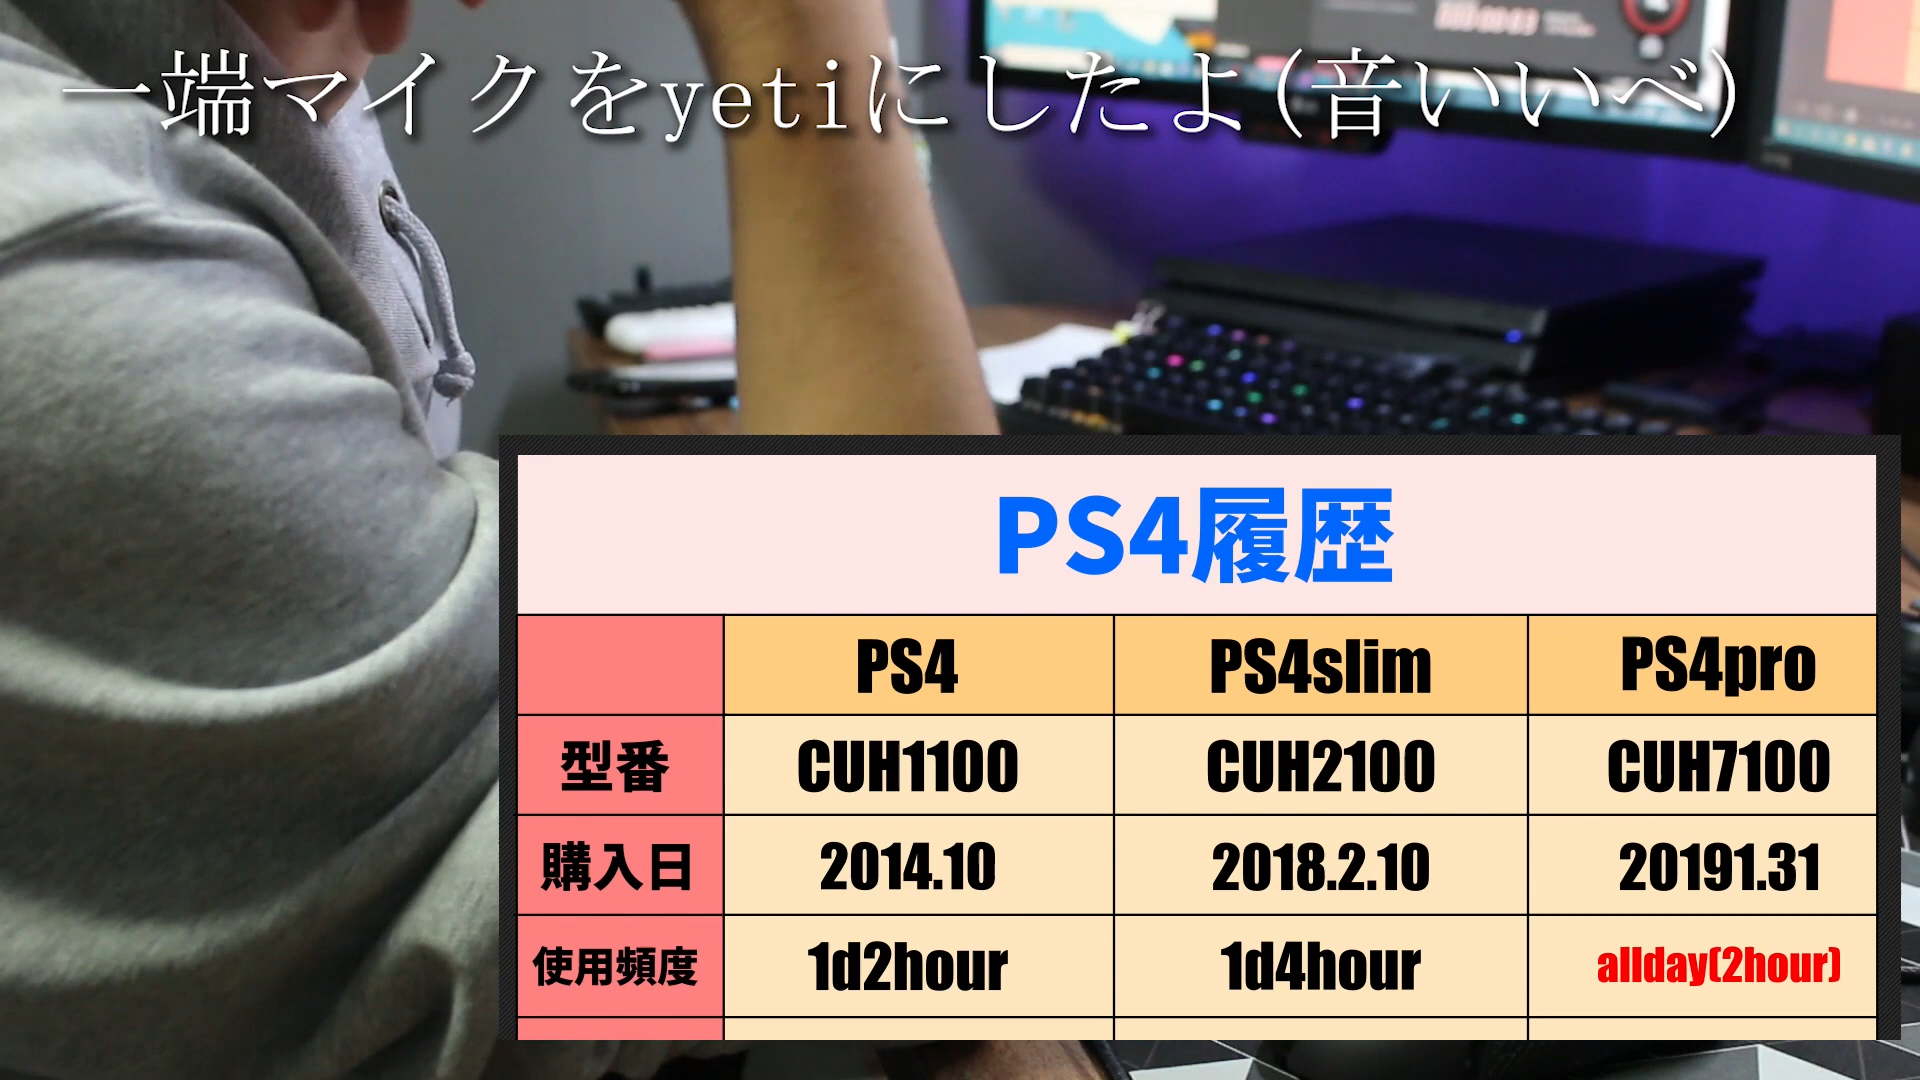 一端マイクをyetiにしたよ(音いいべ)
PS4履歴
PS4 PS4slim PS4pro
型番 CUH1100 CUH2100 CUH7100
購入日 2014.10 2018.2.10 20191.31
使用頻度 1d2hour 1d4hour allday(2hour)